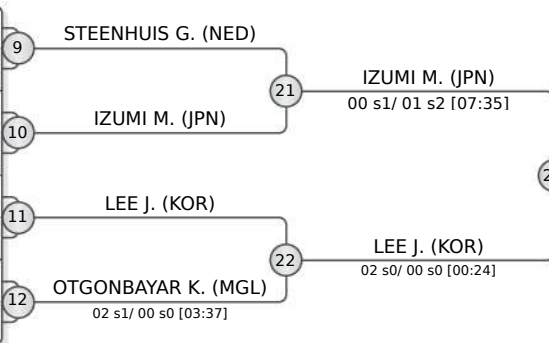 STEENHUIS G. (NED)
9
21
IZUMI M. (JPN)
00 s1/ 01 s2 [07:35]
IZUMI M. (JPN)
10
2
LEE J. (KOR)
11
22
LEE J. (KOR)
02 s0/ 00 s0 [00:24]
OTGONBAYAR K. (MGL)
12
02 s1/ 00 s0 [03:37]